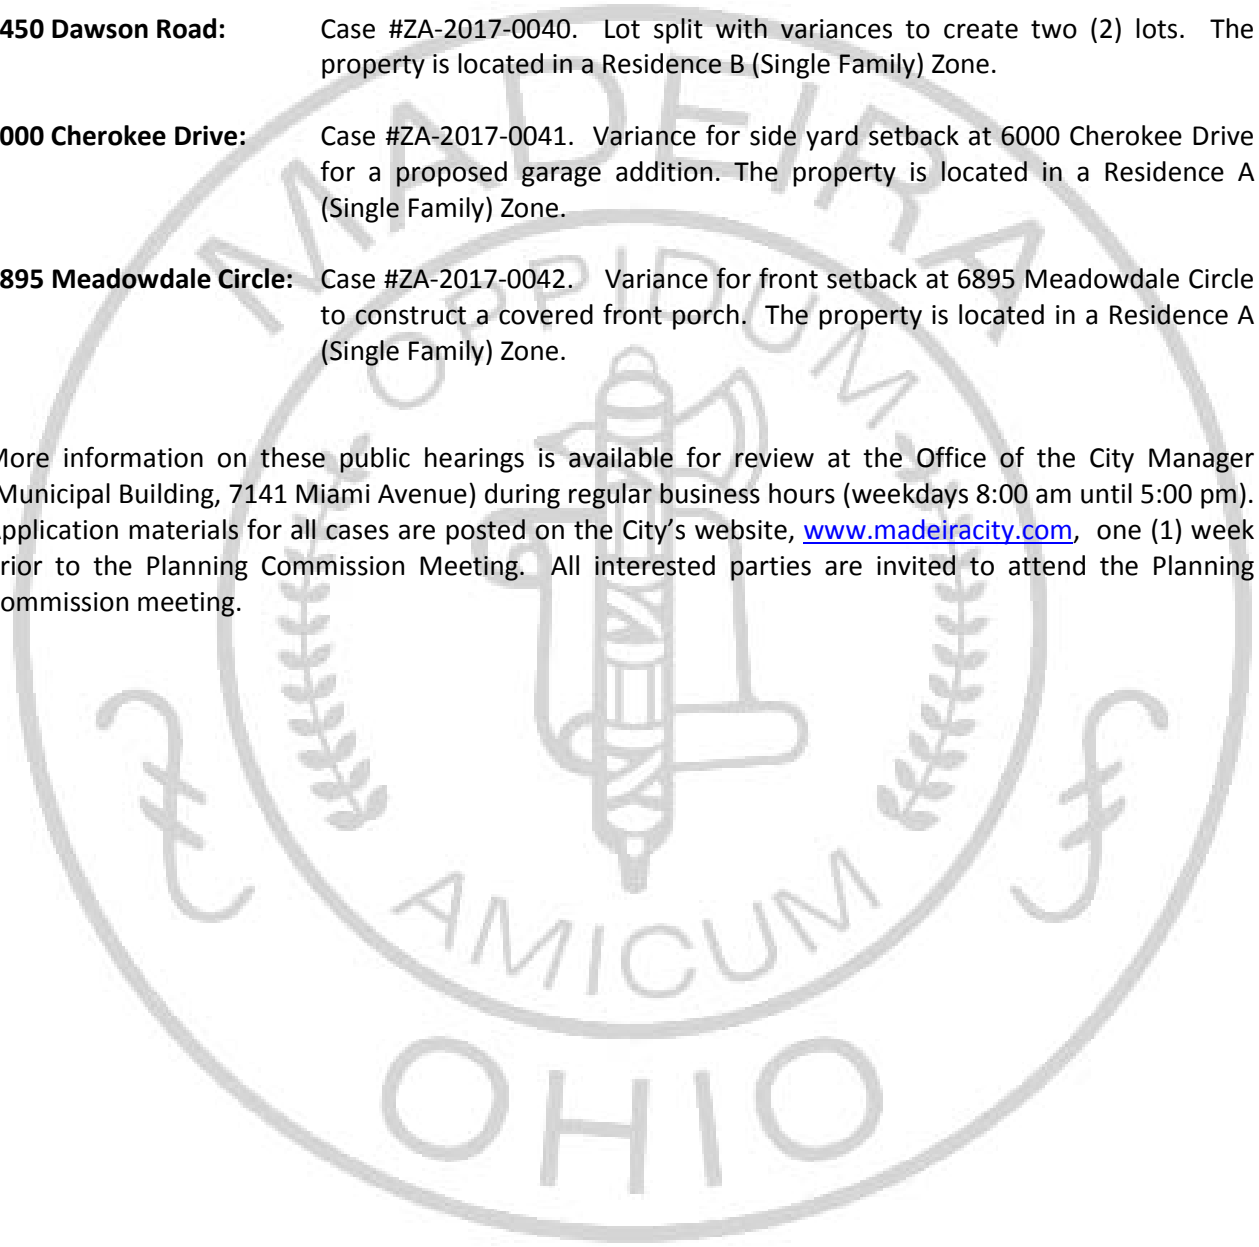 450 Dawson Road: Case #ZA-2017-0040. Lot split with variances to create two (2) lots. The
property is located in a Residence B (Single Family) Zone.
000 Cherokee Drive: Case #ZA-2017-0041. Variance for side yard setback at 6000 Cherokee Drive
for a proposed garage addition. The property is located in a Residence A
(Single Family) Zone.
895 Meadowdale Circle: Case #ZA-2017-0042. Variance for front setback at 6895 Meadowdale Circle
to construct a covered front porch. The property is located in a Residence A
(Single Family) Zone.
More information on these public hearings is available for review at the Office of the City Manager
Municipal Building, 7141 Miami Avenue) during regular business hours (weekdays 8:00 am until 5:00 pm).
pplication materials for all cases are posted on the City's website, www.madeiracity.com, one (1) week
rior to the Planning Commission Meeting. All interested parties are invited to attend the Planning
ommission meeting.
MADEIRA
OPPIDUM
AMICUM
OHIO